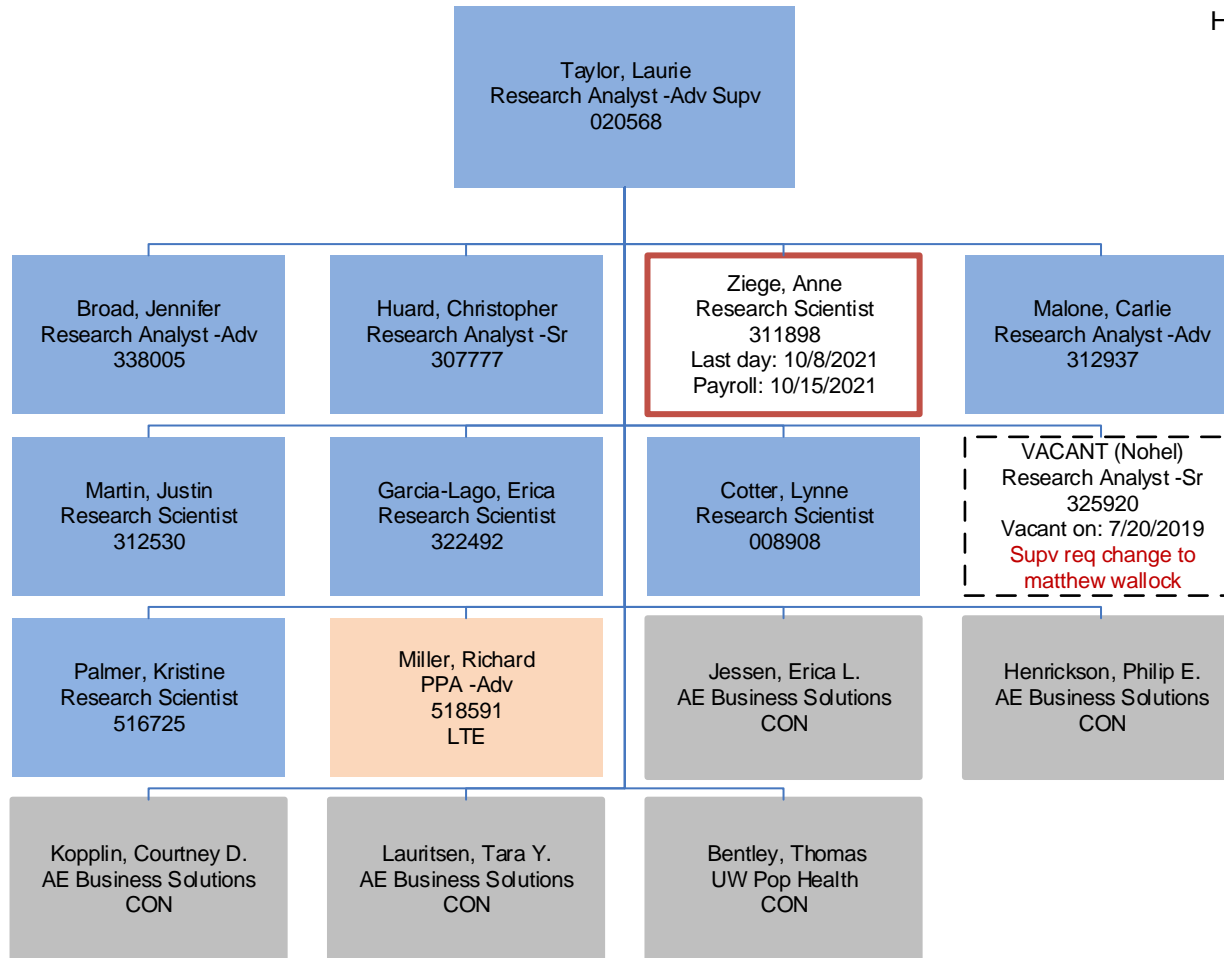 H
Taylor, Laurie
Research Analyst -Adv Supv
020568
Broad, Jennifer
Research Analyst -Adv
338005
Huard, Christopher
Research Analyst -Sr
307777
Ziege, Anne
Research Scientist
311898
Last day: 10/8/2021
Payroll: 10/15/2021
Malone, Carlie
Research Analyst -Adv
312937
Martin, Justin
Research Scientist
312530
Garcia-Lago, Erica
Research Scientist
322492
Cotter, Lynne
Research Scientist
008908
VACANT (Nohel)
Research Analyst -Sr
325920
Vacant on: 7/20/2019
Supv req change to
matthew wallock
Palmer, Kristine
Research Scientist
516725
Miller, Richard
PPA -Adv
518591
LTE
Jessen, Erica L.
AE Business Solutions
CON
Henrickson, Philip E.
AE Business Solutions
CON
Kopplin, Courtney D.
AE Business Solutions
CON
Lauritsen, Tara Y.
AE Business Solutions
CON
Bentley, Thomas
UW Pop Health
CON